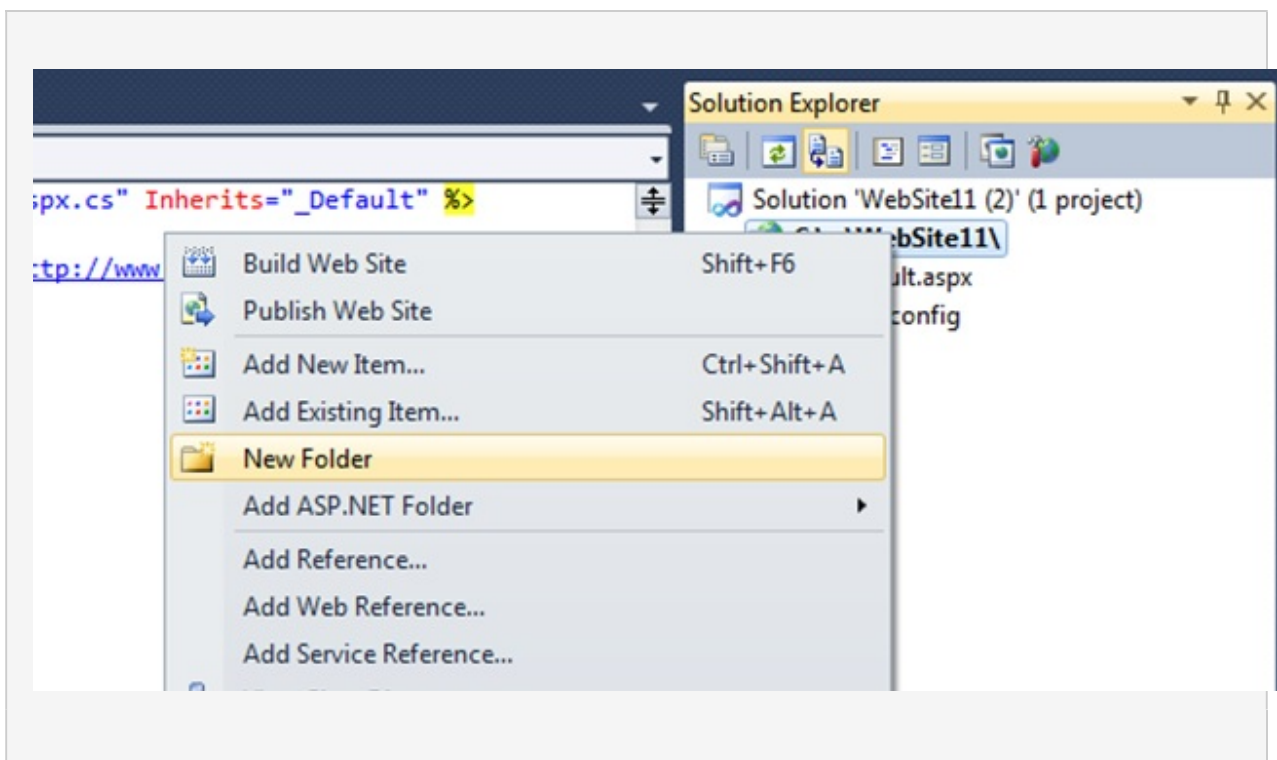 Solution Explorer
spx.cs" Inherits="_Default" %>
Solution 'WebSite11 (2)' (1 project)
ebSite11\
ttp://www
Build Web Site Shift+F6
ult.aspx
Publish Web Site
config
Add New Item... Ctrl+Shift+A
Add Existing Item... Shift+Alt+A
New Folder
Add ASP.NET Folder
Add Reference...
Add Web Reference...
Add Service Reference...